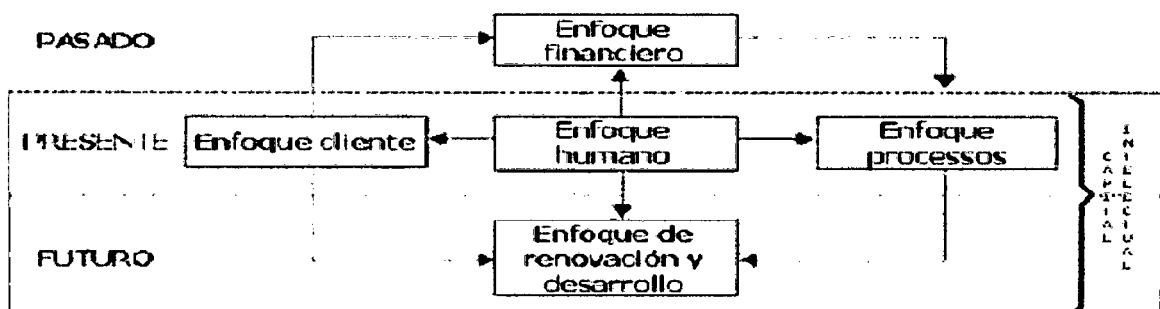 PASADO
Enfoque
financiero
PRESENTE
Enfoque cliente
Enfoque
humano
Enfoque
processos
FUTURO
Enfoque de
renovación y
desarrollo
CAPITAL
INTELECTUAL